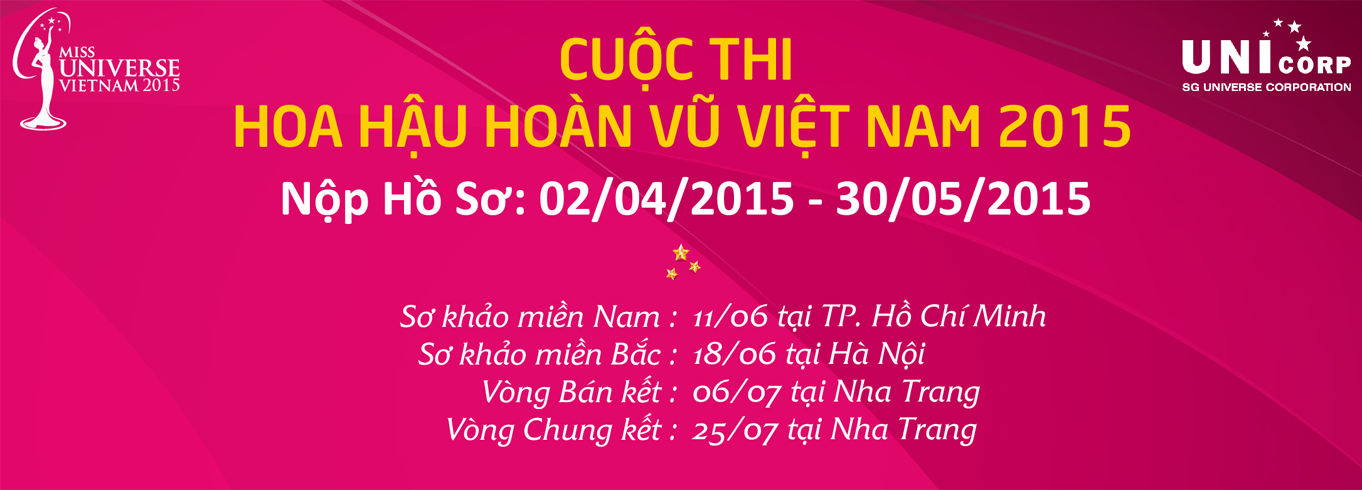 MISS
UNIVERSE
VIETNAM 2015
UNICORP
SG UNIVERSE CORPORATION
CUỘC THI
HOA HẬU HOÀN VŨ VIỆT NAM 2015
Nộp Hồ Sơ: 02/04/2015 - 30/05/2015
Sơ khảo miền Nam : 11/06 tại TP. Hồ Chí Minh
Sơ khảo miền Bắc : 18/06 tại Hà Nội
Vòng Bán kết : 06/07 tại Nha Trang
Vòng Chung kết : 25/07 tại Nha Trang